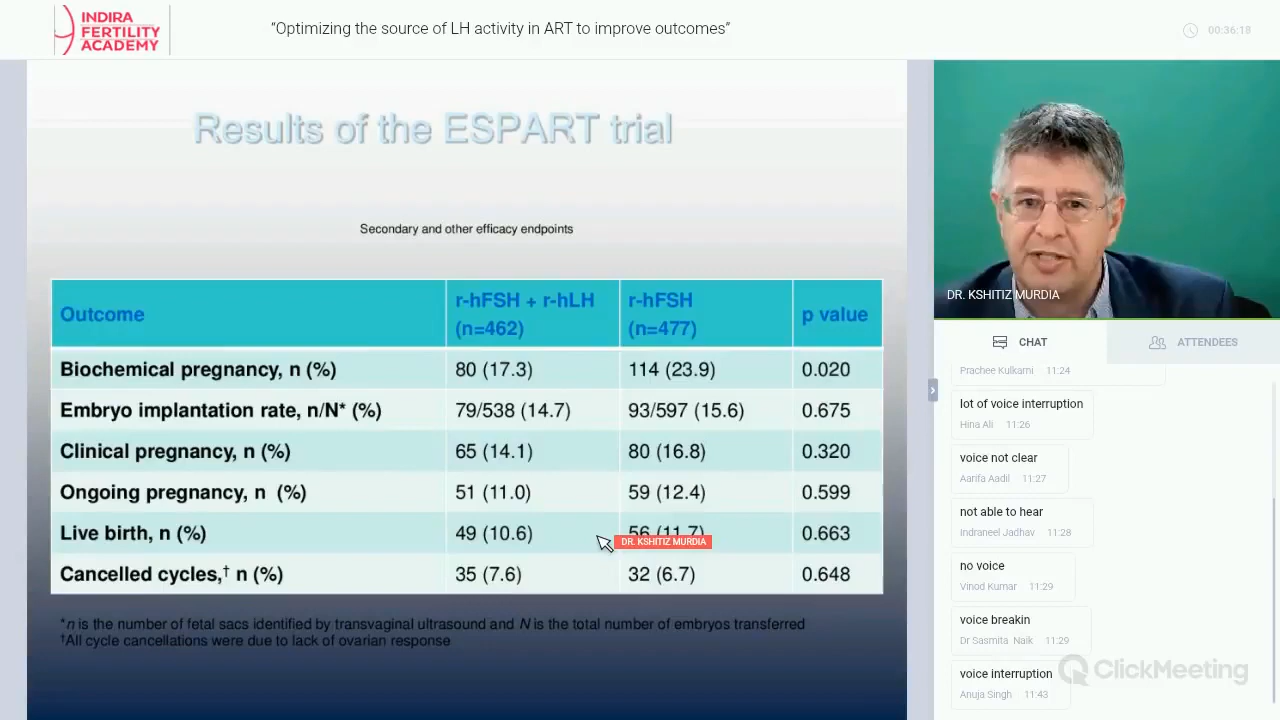 INDIRA
FERTILITY
ACADEMY
“Optimizing the source of LH activity in ART to improve outcomes”
00:36:18
Results of the ESPART trial
Secondary and other efficacy endpoints
Outcome r-hFSH + r-hLH (n=462) r-hFSH (n=477) p value
Biochemical pregnancy, n (%) 80 (17.3) 114 (23.9) 0.020
Embryo implantation rate, n/N* (%) 79/538 (14.7) 93/597 (15.6) 0.675
Clinical pregnancy, n (%) 65 (14.1) 80 (16.8) 0.320
Ongoing pregnancy, n (%) 51 (11.0) 59 (12.4) 0.599
Live birth, n (%) 49 (10.6) 56 (11.7) 0.663
DR. KSHITIZ MURDIA
Cancelled cycles,† n (%) 35 (7.6) 32 (6.7) 0.648
*n is the number of fetal sacs identified by transvaginal ultrasound and N is the total number of embryos transferred
†All cycle cancellations were due to lack of ovarian response
DR. KSHITIZ MURDIA
CHAT
ATTENDEES
Prachee Kulkarni 11:24
lot of voice interruption
Hina Ali 11:26
voice not clear
Aarifa Aadil 11:27
not able to hear
Indraneel Jadhav 11:28
no voice
Vinod Kumar 11:29
voice breakin
Dr Sasmita Naik 11:29
voice interruption
Anuja Singh 11:43
ClickMeeting